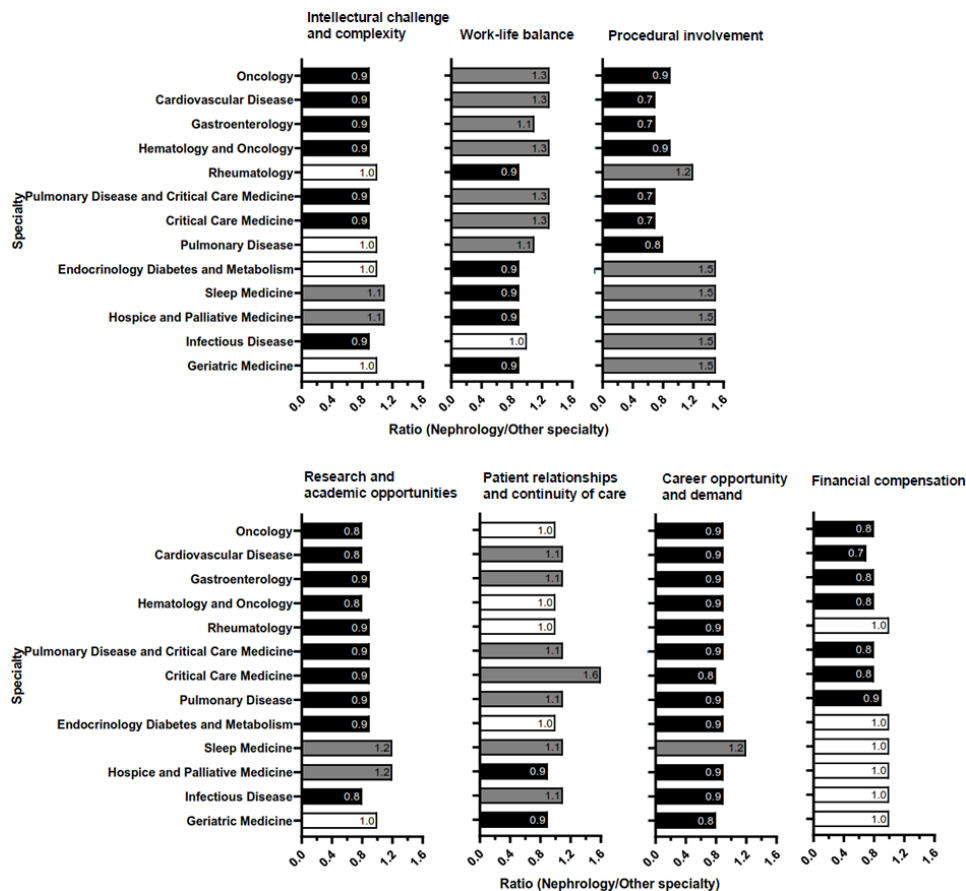 Intellectural challenge
and complexity
Work-life balance
Procedural involvement
Specialty
Oncology
0.9
1.3
0.9
Cardiovascular Disease
0.9
1.3
0.7
Gastroenterology
0.9
1.1
0.7
Hematology and Oncology
0.9
1.3
0.9
Rheumatology
1.0
0.9
1.2
Pulmonary Disease and Critical Care Medicine
0.9
1.3
0.7
Critical Care Medicine
0.9
1.3
0.7
Pulmonary Disease
1.0
1.1
0.8
Endocrinology Diabetes and Metabolism
1.0
0.9
1.5
Sleep Medicine
1.1
0.9
1.5
Hospice and Palliative Medicine
1.1
0.9
1.5
Infectious Disease
0.9
1.0
1.5
Geriatric Medicine
1.0
0.9
1.5
0.0 0.4 0.8 1.2 1.6
0.0 0.4 0.8 1.2 1.6
0.0 0.4 0.8 1.2 1.6
Ratio (Nephrology/Other specialty)
Research and
academic opportunities
Patient relationships
and continuity of care
Career opportunity
and demand
Financial compensation
Specialty
Oncology
0.8
1.0
0.9
0.8
Cardiovascular Disease
0.8
1.1
0.9
0.7
Gastroenterology
0.9
1.1
0.9
0.8
Hematology and Oncology
0.8
1.0
0.9
0.8
Rheumatology
0.9
1.0
0.9
1.0
Pulmonary Disease and Critical Care Medicine
0.9
1.1
0.9
0.8
Critical Care Medicine
0.9
1.6
0.8
0.8
Pulmonary Disease
0.9
1.1
0.9
0.9
Endocrinology Diabetes and Metabolism
0.9
1.0
0.9
1.0
Sleep Medicine
1.2
1.1
1.2
1.0
Hospice and Palliative Medicine
1.2
0.9
0.9
1.0
Infectious Disease
0.8
1.1
0.9
1.0
Geriatric Medicine
1.0
0.9
0.8
1.0
0.0 0.4 0.8 1.2 1.6
0.0 0.4 0.8 1.2 1.6
0.0 0.4 0.8 1.2 1.6
0.0 0.4 0.8 1.2 1.6
Ratio (Nephrology/Other specialty)